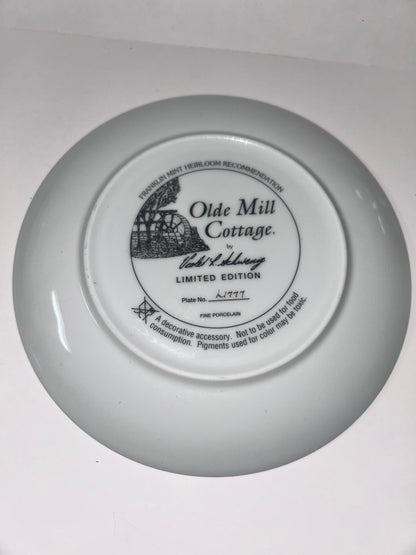 FRANKLIN MINT HEIRLOOM RECOMMENDATION
Olde Mill
Cottage.
by
LIMITED EDITION
Plate No. L1777
FINE PORCELAIN
A decorative accessory. Not to be used for food
consumption. Pigments used for color may be toxic.